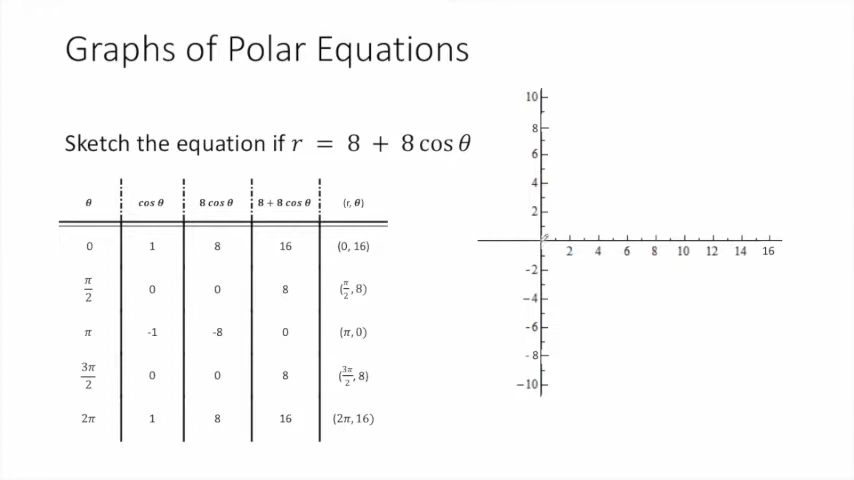 Graphs of Polar Equations
Sketch the equation if r = 8 + 8 cos θ
θ cos θ 8 cos θ 8 + 8 cos θ (r, θ)
0 1 8 16 (0, 16)
π/2 0 0 8 (π/2, 8)
π -1 -8 0 (π, 0)
3π/2 0 0 8 (3π/2, 8)
2π 1 8 16 (2π, 16)
10
8
6
4
2
2 4 6 8 10 12 14 16
-2
-4
-6
-8
-10